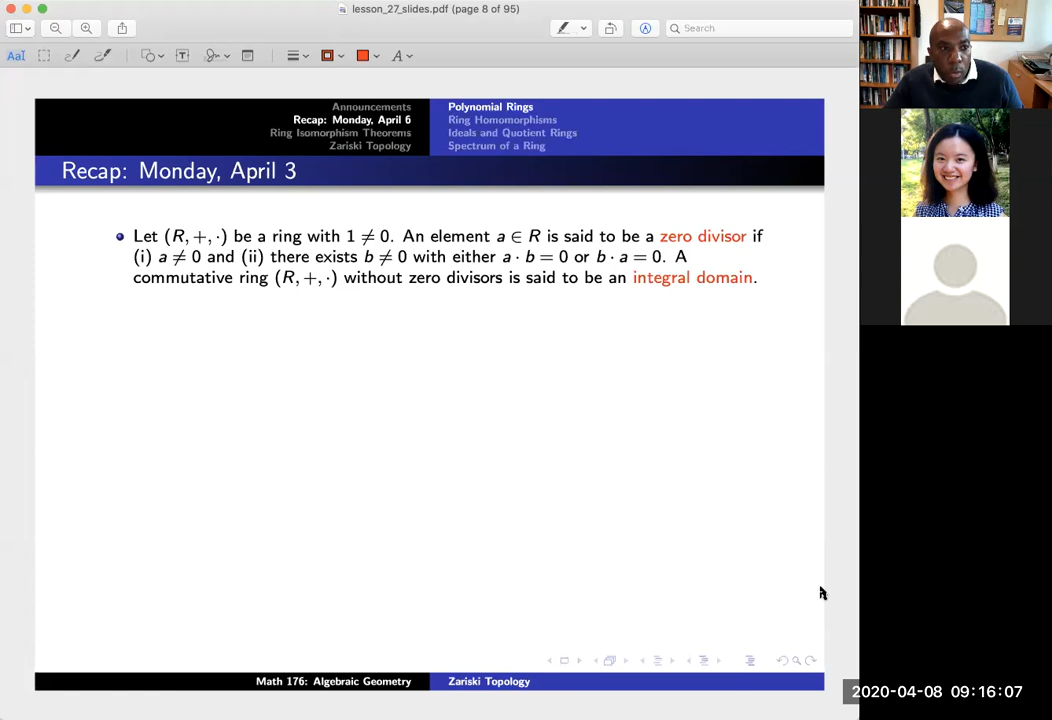 lesson_27_slides.pdf (page 8 of 95)
Search
AaI
T
A
Announcements
Recap: Monday, April 6
Ring Isomorphism Theorems
Zariski Topology
Polynomial Rings
Ring Homomorphisms
Ideals and Quotient Rings
Spectrum of a Ring
Recap: Monday, April 3
Let (R, +, ·) be a ring with 1 ≠ 0. An element a ∈ R is said to be a zero divisor if
(i) a ≠ 0 and (ii) there exists b ≠ 0 with either a · b = 0 or b · a = 0. A
commutative ring (R, +, ·) without zero divisors is said to be an integral domain.
Math 176: Algebraic Geometry
Zariski Topology
2020-04-08 09:16:07